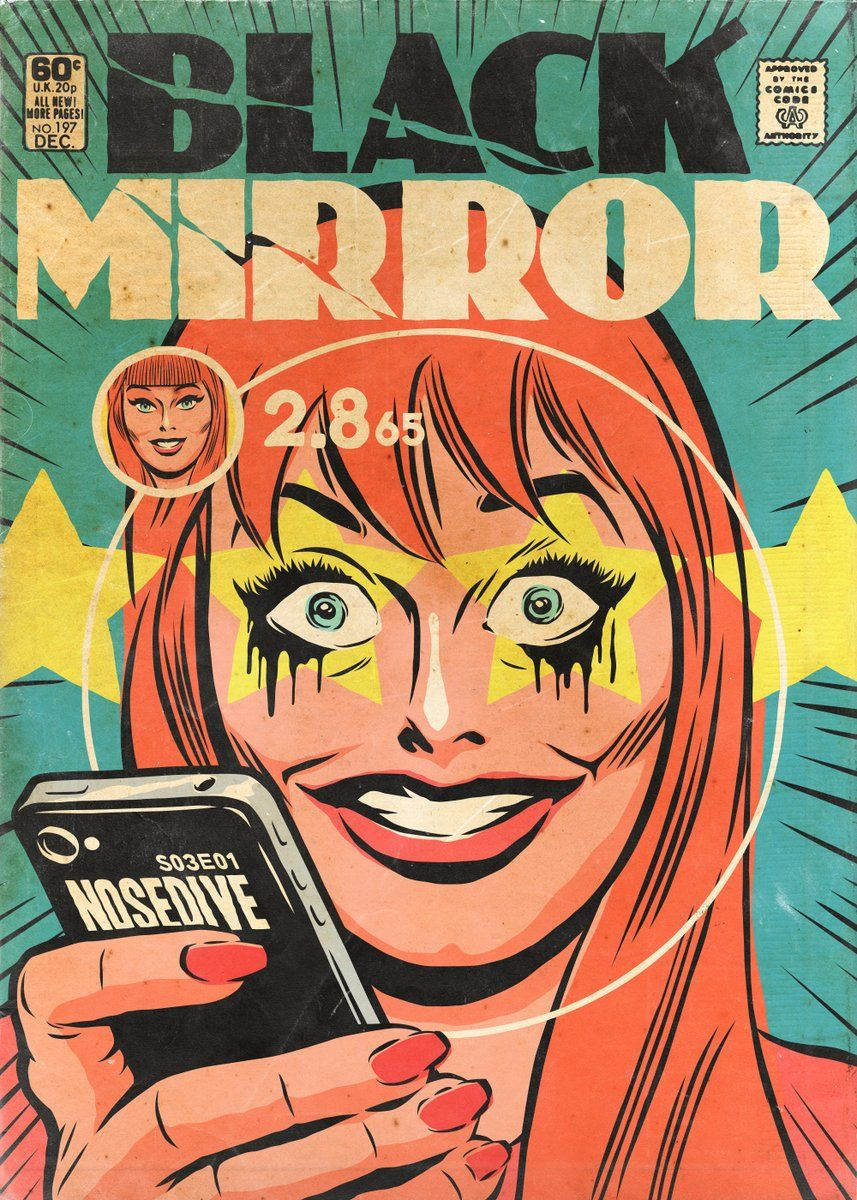 BLACK
MIRROR
60¢
U.K. 20p
ALL NEW!
MORE PAGES!
NO. 197
DEC.
APPROVED
BY THE
COMICS
CODE
CA
AUTHORITY
2.865
S03E01
NOSEDIVE